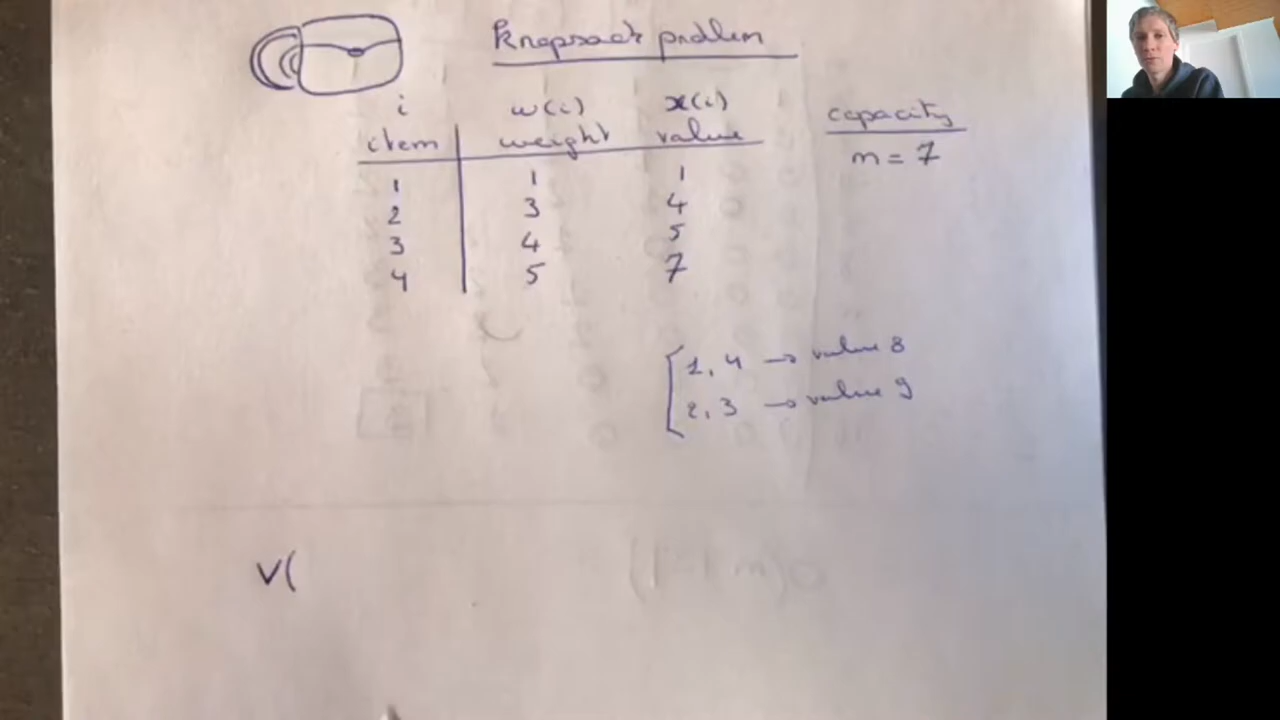 Knapsack problem
i w(i) x(i)
item weight value capacity
m = 7
1 1 1
2 3 4
3 4 5
4 5 7
1, 4 → value 8
2, 3 → value 9
V(